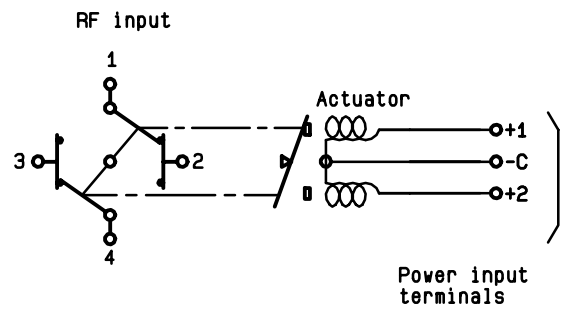 RF input
1
Actuator
+1
3
2
-C
+2
4
Power input
terminals